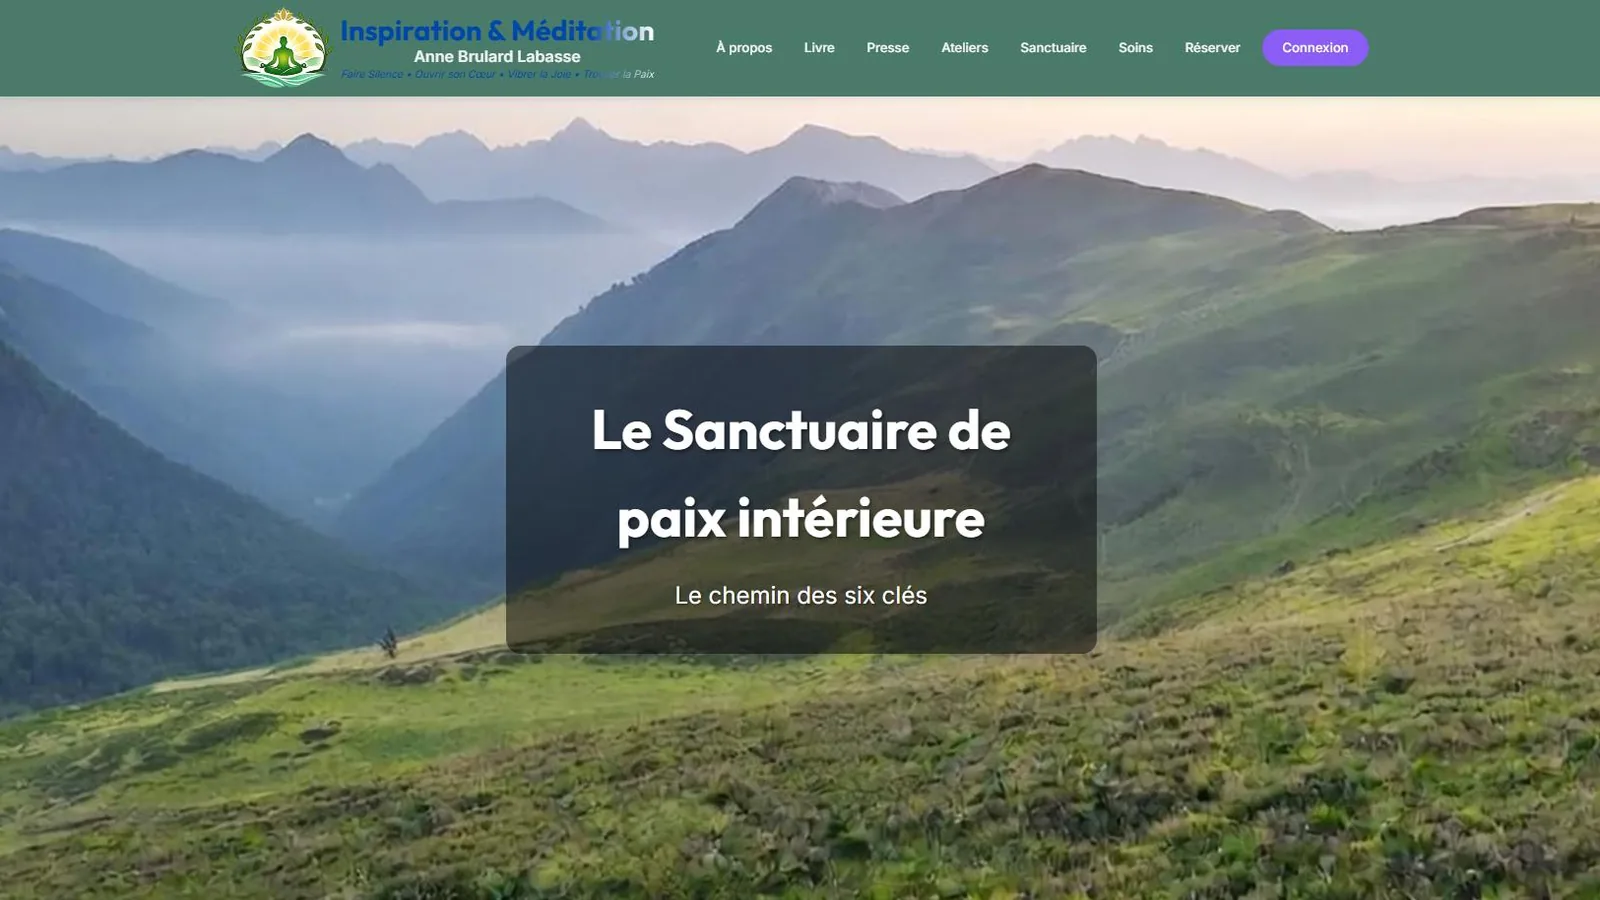 Inspiration & Méditation
Anne Brulard Labasse
Faire Silence • Ouvrir son Cœur • Vibrer la Joie • Trouver la Paix
À propos
Livre
Presse
Ateliers
Sanctuaire
Soins
Réserver
Connexion
Le Sanctuaire de
paix intérieure
Le chemin des six clés